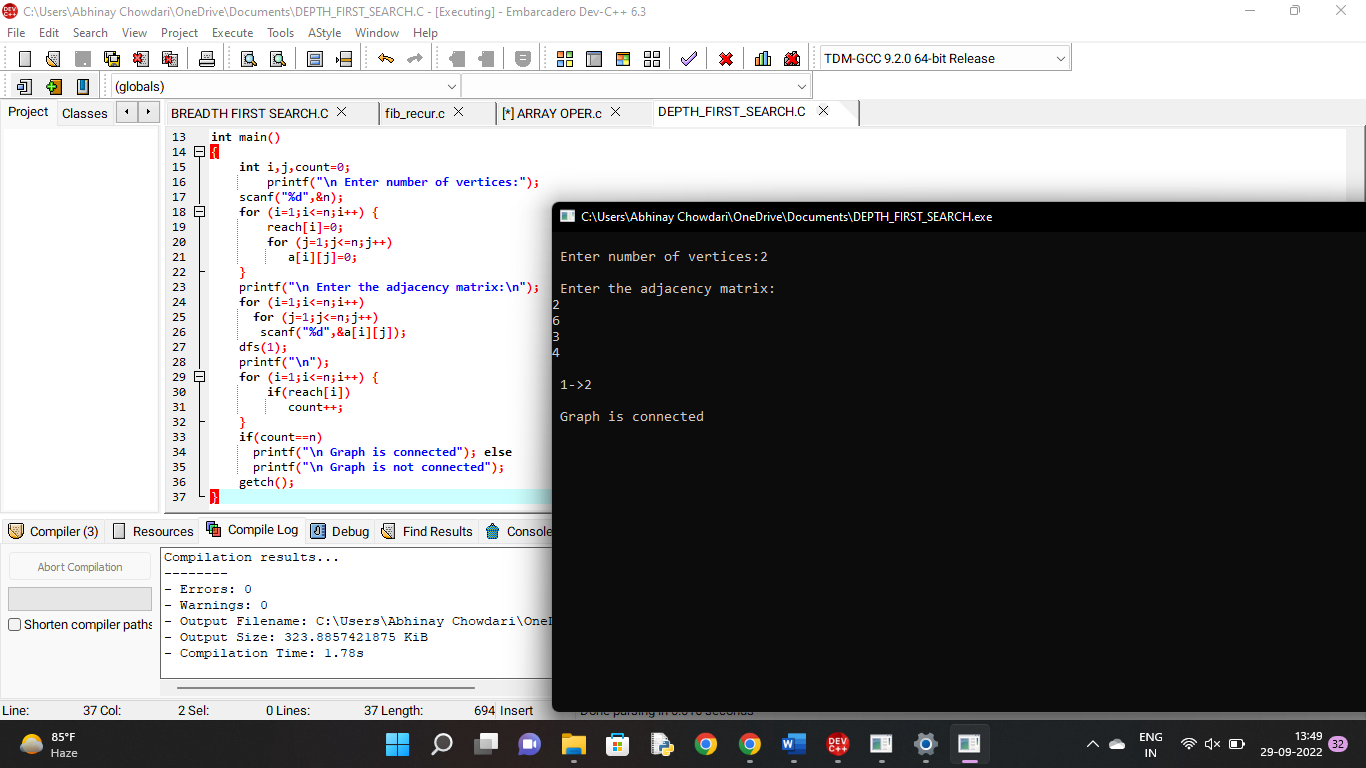 C:\Users\Abhinay Chowdari\OneDrive\Documents\DEPTH_FIRST_SEARCH.C - [Executing] - Embarcadero Dev-C++ 6.3
File Edit Search View Project Execute Tools AStyle Window Help
TDM-GCC 9.2.0 64-bit Release
(globals)
Project Classes
BREADTH FIRST SEARCH.C fib_recur.c [*] ARRAY OPER.c DEPTH_FIRST_SEARCH.C
13 int main()
14 {
15 int i,j,count=0;
16 printf("\n Enter number of vertices:");
17 scanf("%d",&n);
18 for (i=1;i<=n;i++) {
19 reach[i]=0;
20 for (j=1;j<=n;j++)
21 a[i][j]=0;
22 }
23 printf("\n Enter the adjacency matrix:\n");
24 for (i=1;i<=n;i++)
25 for (j=1;j<=n;j++)
26 scanf("%d",&a[i][j]);
27 dfs(1);
28 printf("\n");
29 for (i=1;i<=n;i++) {
30 if(reach[i])
31 count++;
32 }
33 if(count==n)
34 printf("\n Graph is connected"); else
35 printf("\n Graph is not connected");
36 getch();
37 }
C:\Users\Abhinay Chowdari\OneDrive\Documents\DEPTH_FIRST_SEARCH.exe
Enter number of vertices:2
Enter the adjacency matrix:
2
6
3
4
1->2
Graph is connected
Compiler (3) Resources Compile Log Debug Find Results Console
Abort Compilation
Shorten compiler paths
Compilation results...
--------
- Errors: 0
- Warnings: 0
- Output Filename: C:\Users\Abhinay Chowdari\OneD
- Output Size: 323.8857421875 KiB
- Compilation Time: 1.78s
Line: 37 Col: 2 Sel: 0 Lines: 37 Length: 694 Insert
85°F
Haze
DEV C++
ENG
IN
13:49
29-09-2022
32